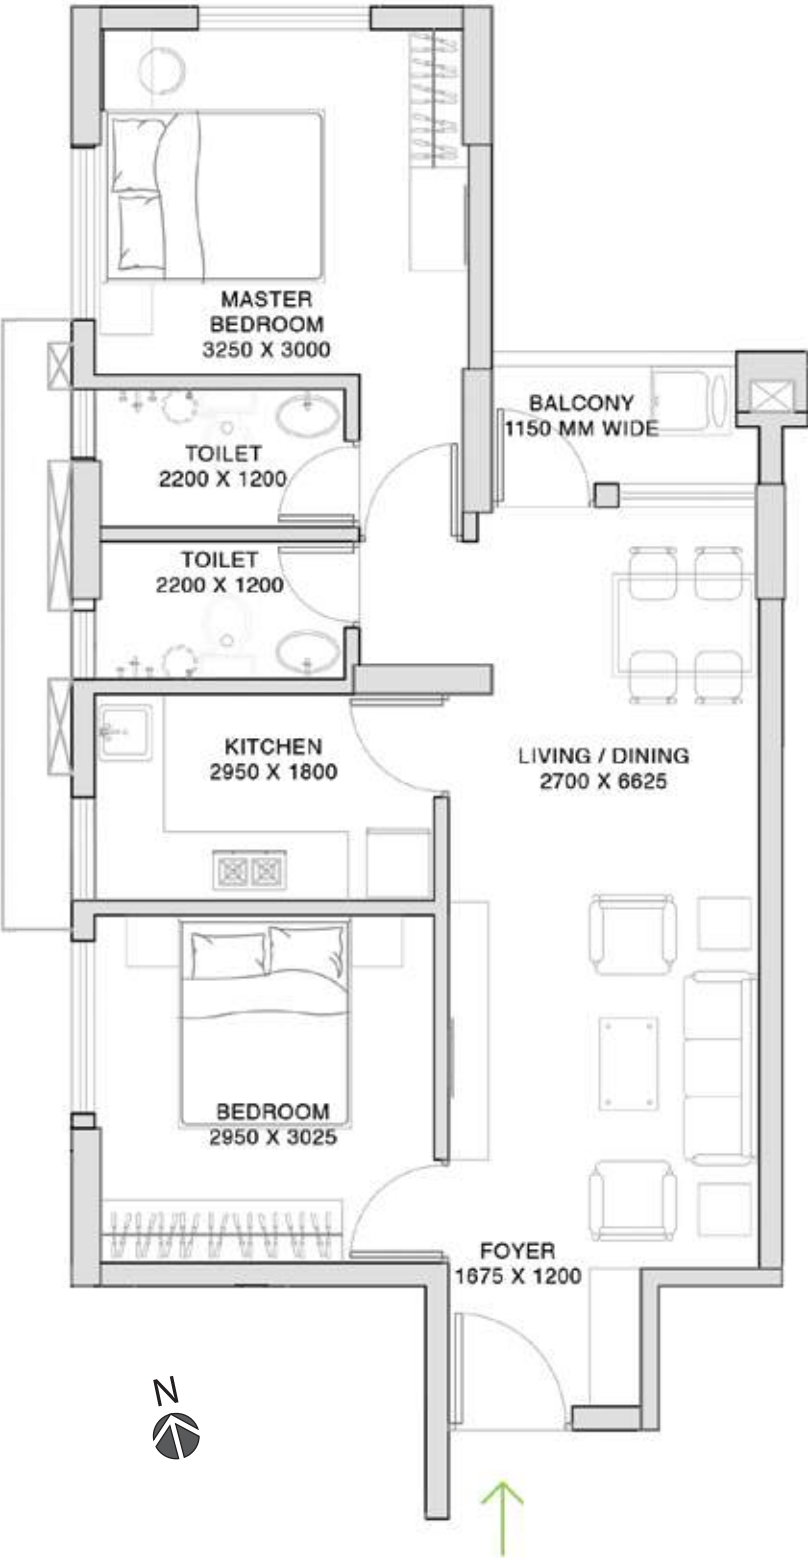 MASTER
BEDROOM
3250 X 3000
BALCONY
1150 MM WIDE
TOILET
2200 X 1200
TOILET
2200 X 1200
KITCHEN
2950 X 1800
LIVING / DINING
2700 X 6625
BEDROOM
2950 X 3025
FOYER
1675 X 1200
N